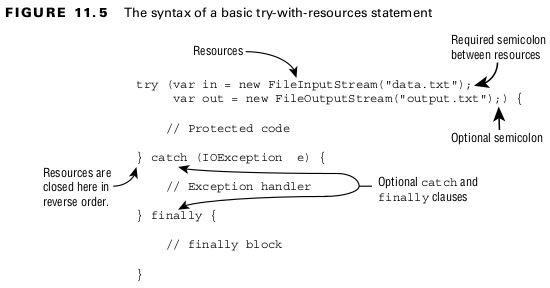 FIGURE 11.5 The syntax of a basic try-with-resources statement
Resources
Required semicolon
between resources
try (var in = new FileInputStream("data.txt");
var out = new FileOutputStream("output.txt");) {
// Protected code
Optional semicolon
} catch (IOException e) {
Resources are
closed here in
reverse order.
// Exception handler
Optional catch and
finally clauses
} finally {
// finally block
}